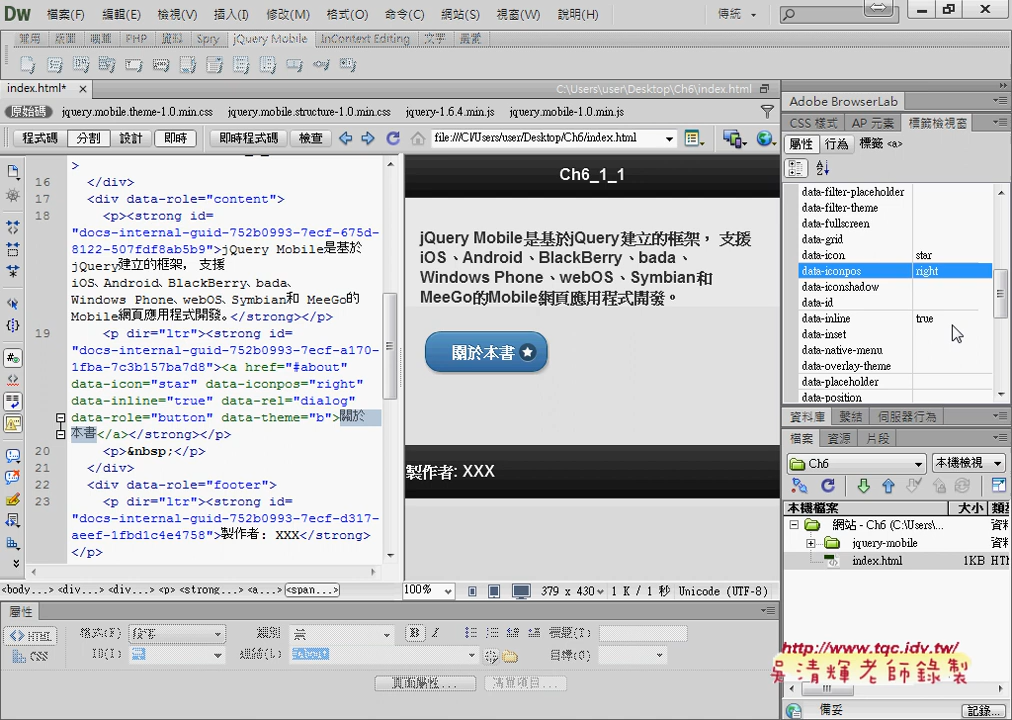 Dw 檔案(F) 編輯(E) 檢視(V) 插入(I) 修改(M) 格式(O) 命令(C) 網站(S) 視窗(W) 說明(H) 傳統
常用 版面 PHP 資料 Spry jQuery Mobile InContext Editing 文字
index.html* C:\Users\user\Desktop\Ch6\index.html
原始碼 jquery.mobile.theme-1.0.min.css jquery.mobile.structure-1.0.min.css jquery-1.6.4.min.js jquery.mobile-1.0.min.js
程式碼 分割 設計 即時 即時程式碼 檢查 file:///C|/Users/user/Desktop/Ch6/index.html
>
16 </div>
17 <div data-role="content">
18 <p><strong id=
"docs-internal-guid-752b0993-7ecf-675d-
8122-507fdf8ab5b9">jQuery Mobile是基於
jQuery建立的框架， 支援
iOS、Android、BlackBerry、bada、
Windows Phone、webOS、Symbian和 MeeGo的
Mobile網頁應用程式開發。</strong></p>
19 <p dir="ltr"><strong id=
"docs-internal-guid-752b0993-7ecf-a170-
1fba-7c3b157ba7d8"><a href="#about"
data-icon="star" data-iconpos="right"
data-inline="true" data-rel="dialog"
data-role="button" data-theme="b">關於
本書</a></strong></p>
20 <p>&nbsp;</p>
21 </div>
22 <div data-role="footer">
23 <p dir="ltr"><strong id=
"docs-internal-guid-752b0993-7ecf-d317-
aeef-1fbd1c4e4758">製作者: XXX</strong>
</p>
Ch6_1_1
jQuery Mobile是基於jQuery建立的框架， 支援
iOS、Android、BlackBerry、bada、
Windows Phone、webOS、Symbian和
MeeGo的Mobile網頁應用程式開發。
關於本書
製作者: XXX
<body...> <div...> <div...> <p> <strong...> <a...> <span...>
100% 379 x 430 1 K / 1 秒 Unicode (UTF-8)
屬性
<> HTML 格式(F) 段落 類別 無 B I 標題(T)
CSS ID(I) 無 連結(L) #about 目標(G)
頁面屬性... 清單項目...
Adobe BrowserLab
CSS 樣式 AP 元素 標籤檢視窗
屬性 行為 標籤 <a>
data-filter-placeholder
data-filter-theme
data-fullscreen
data-grid
data-icon star
data-iconpos right
data-iconshadow
data-id
data-inline true
data-inset
data-native-menu
data-overlay-theme
data-placeholder
data-position
資料庫 繫結 伺服器行為
檔案 資源 片段
Ch6 本機檢視
本機檔案 大小 類
網站 - Ch6 (C:\Users\... 資料
jquery-mobile 資料
index.html 1KB HT
http://www.tqc.idv.tw/
吳清輝老師錄製
備妥 記錄...